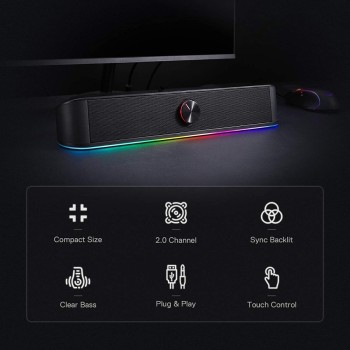 Compact Size
2.0 Channel
Sync Backlit
Clear Bass
Plug & Play
Touch Control